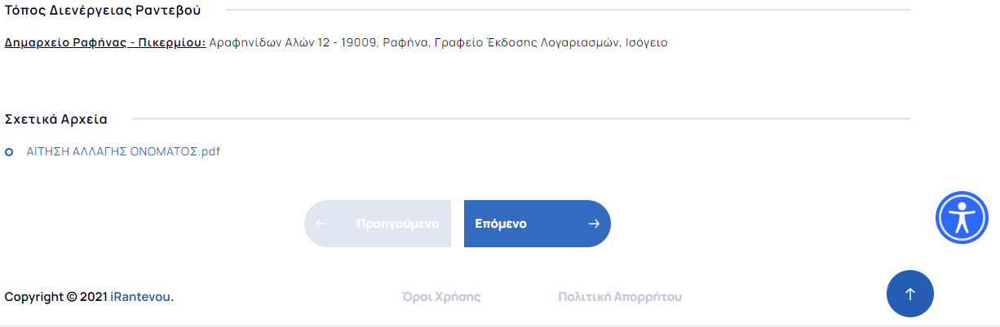 Τόπος Διενέργειας Ραντεβού
Δημαρχείο Ραφήνας - Πικερμίου: Αραφηνίδων Αλών 12 - 19009, Ραφήνα, Γραφείο Έκδοσης Λογαριασμών, Ισόγειο
Σχετικά Αρχεία
ΑΙΤΗΣΗ ΑΛΛΑΓΗΣ ΟΝΟΜΑΤΟΣ.pdf
Προηγούμενο Επόμενο
Copyright © 2021 iRantevou. Όροι Χρήσης Πολιτική Απορρήτου